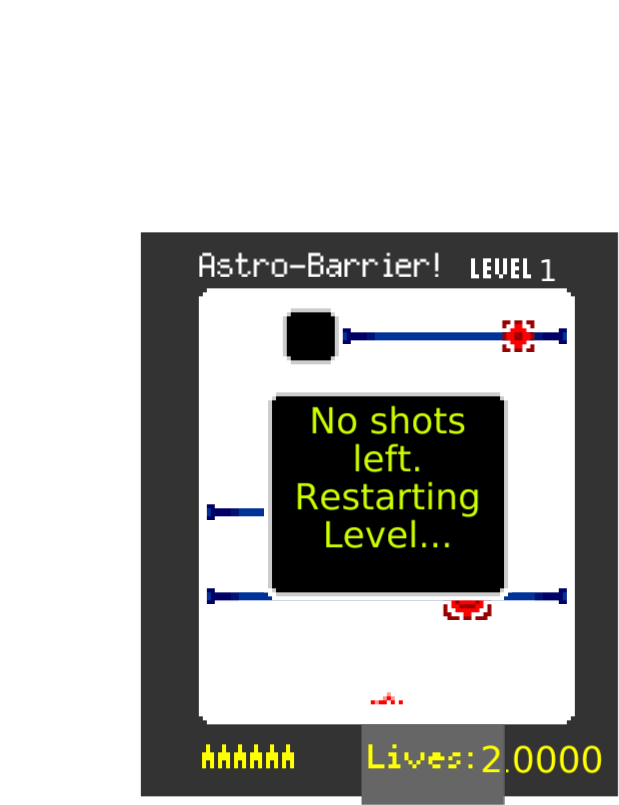 Astro-Barrier! LEVEL 1
No shots
left.
Restarting
Level...
Lives:2.0000